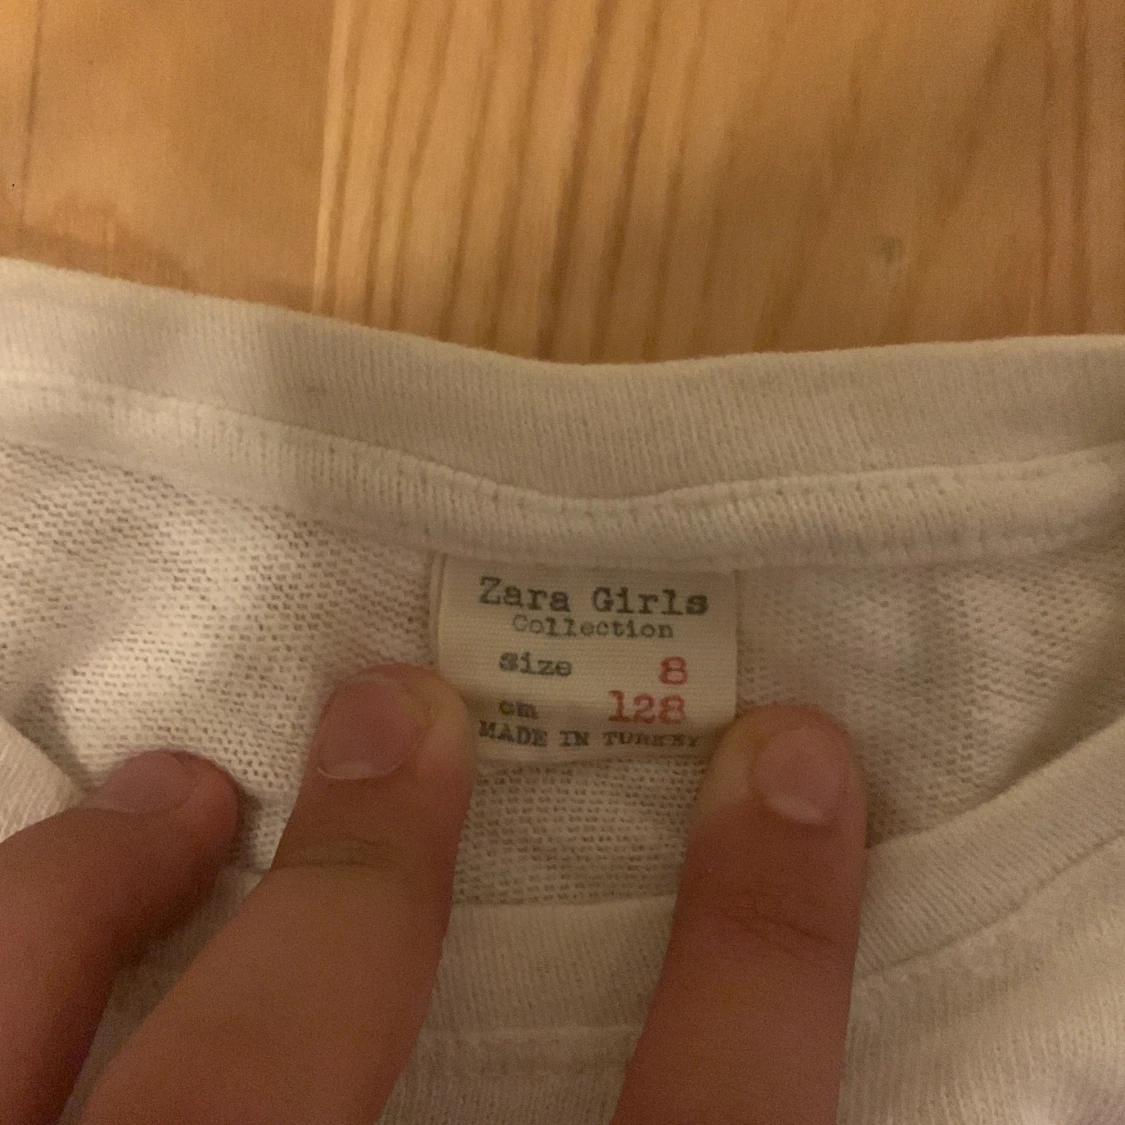 Zara Girls
Collection
Size 8
cm 128
MADE IN TURKEY